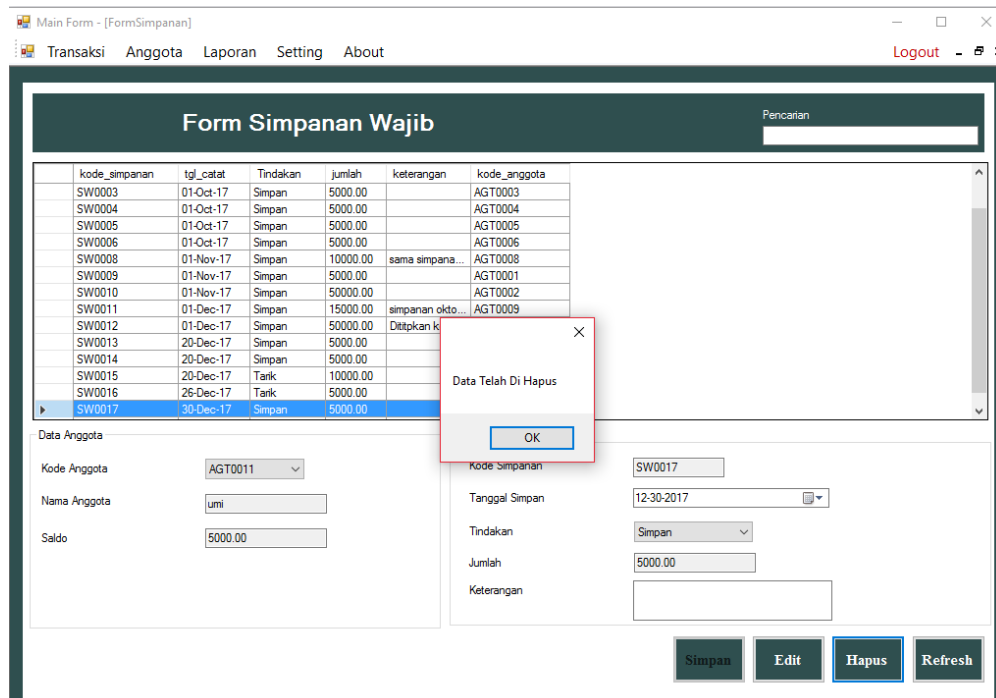 Main Form - [FormSimpanan]
Transaksi Anggota Laporan Setting About Logout
Form Simpanan Wajib
Pencarian
kode_simpanan tgl_catat Tindakan jumlah keterangan kode_anggota
SW0003 01-Oct-17 Simpan 5000.00 AGT0003
SW0004 01-Oct-17 Simpan 5000.00 AGT0004
SW0005 01-Oct-17 Simpan 5000.00 AGT0005
SW0006 01-Oct-17 Simpan 5000.00 AGT0006
SW0008 01-Nov-17 Simpan 10000.00 sama simpana... AGT0008
SW0009 01-Nov-17 Simpan 5000.00 AGT0001
SW0010 01-Nov-17 Simpan 50000.00 AGT0002
SW0011 01-Dec-17 Simpan 15000.00 simpanan okto... AGT0009
SW0012 01-Dec-17 Simpan 50000.00 Dititpkan k
SW0013 20-Dec-17 Simpan 5000.00
SW0014 20-Dec-17 Simpan 5000.00
SW0015 20-Dec-17 Tarik 10000.00
SW0016 26-Dec-17 Tarik 5000.00
SW0017 30-Dec-17 Simpan 5000.00
Data Telah Di Hapus
OK
Data Anggota
Kode Anggota AGT0011
Nama Anggota umi
Saldo 5000.00
Kode Simpanan SW0017
Tanggal Simpan 12-30-2017
Tindakan Simpan
Jumlah 5000.00
Keterangan
Simpan Edit Hapus Refresh